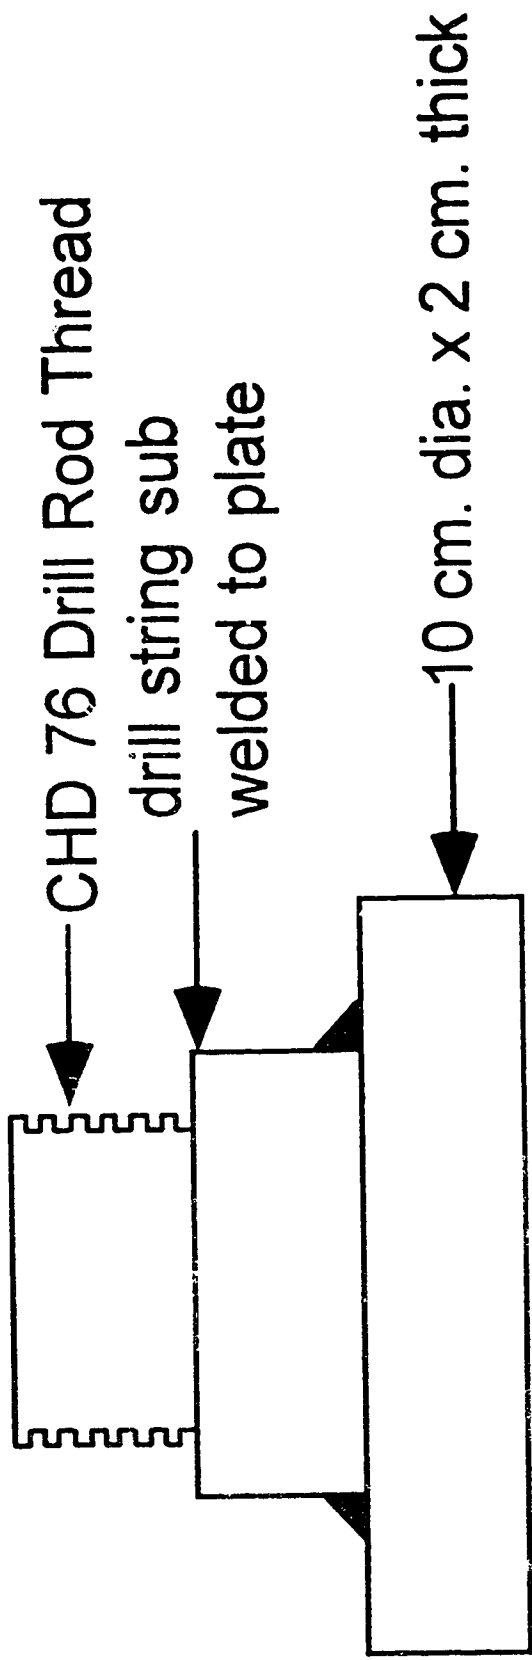 CHD 76 Drill Rod Thread
drill string sub
welded to plate
10 cm. dia. x 2 cm. thick